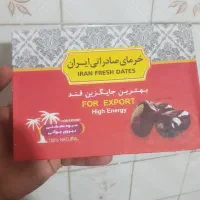 خرمای صادراتی ایران
IRAN FRESH DATES
بهترین جایگزین قند
FOR EXPORT
High Energy
100% NATURAL